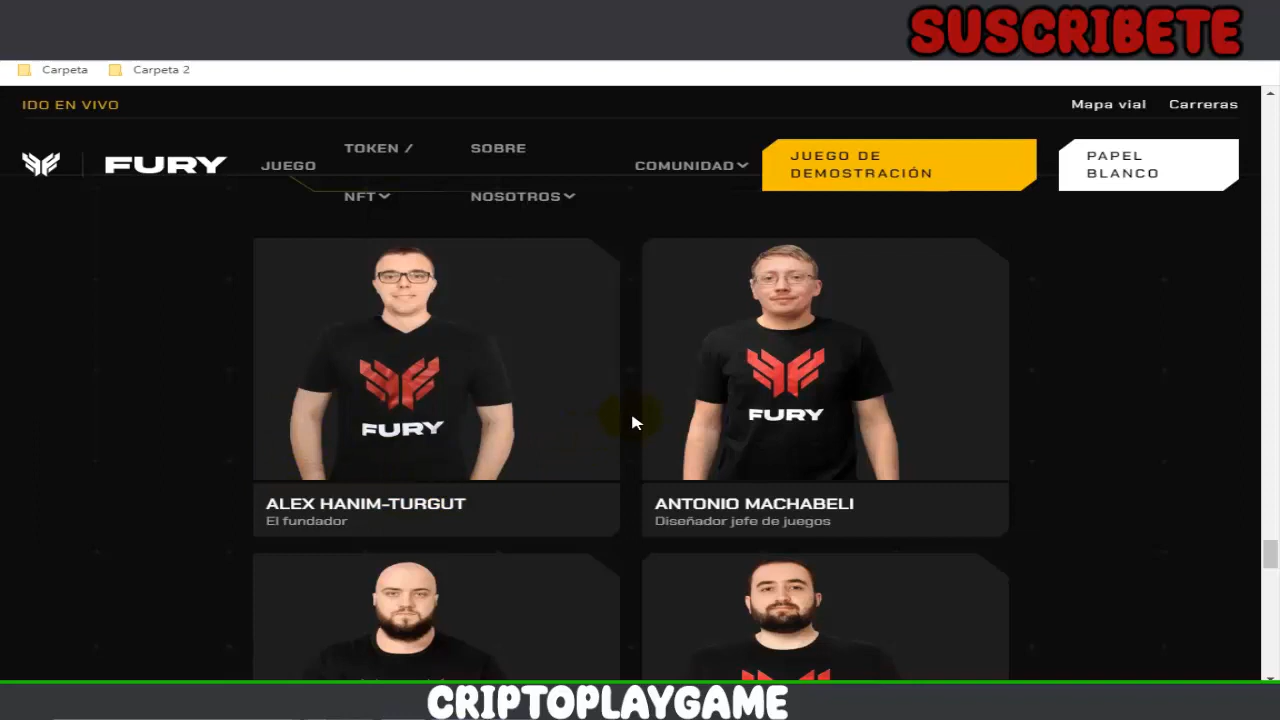 SUSCRIBETE
Carpeta Carpeta 2
IDO EN VIVO
Mapa vial Carreras
FURY
JUEGO
TOKEN /
NFT
SOBRE
NOSOTROS
COMUNIDAD
JUEGO DE
DEMOSTRACIÓN
PAPEL
BLANCO
FURY
FURY
ALEX HANIM-TURGUT
El fundador
ANTONIO MACHABELI
Diseñador jefe de juegos
CRIPTOPLAYGAME